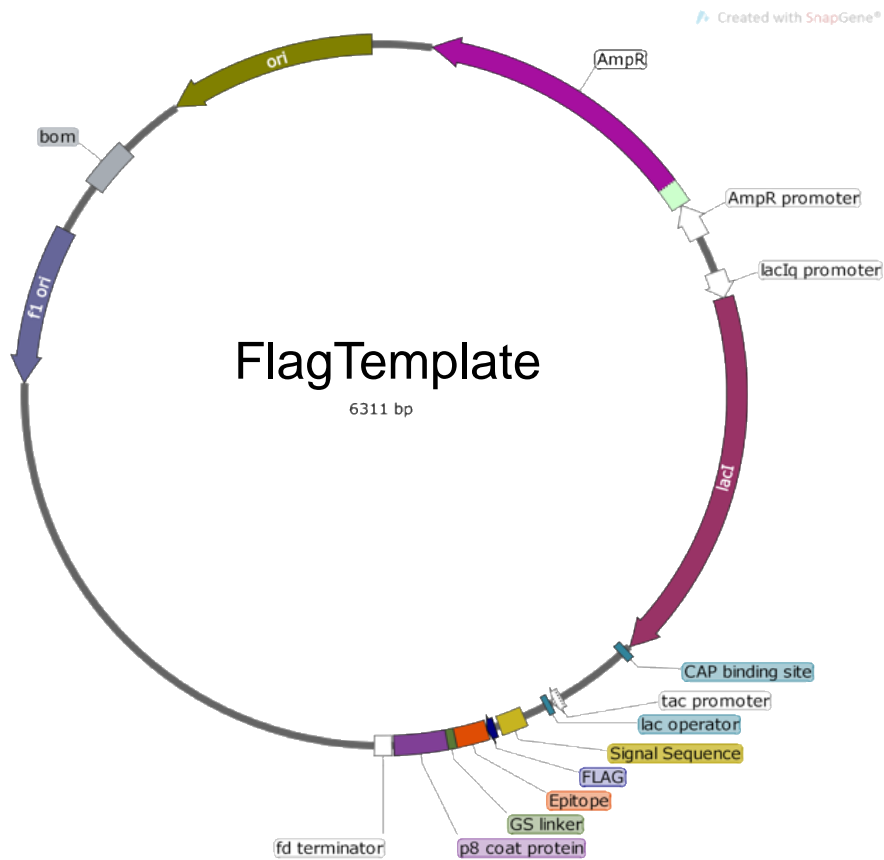 Created with SnapGene®
ori
AmpR
bom
AmpR promoter
lacIq promoter
f1 ori
FlagTemplate
6311 bp
lacI
CAP binding site
tac promoter
lac operator
Signal Sequence
FLAG
Epitope
GS linker
fd terminator
p8 coat protein